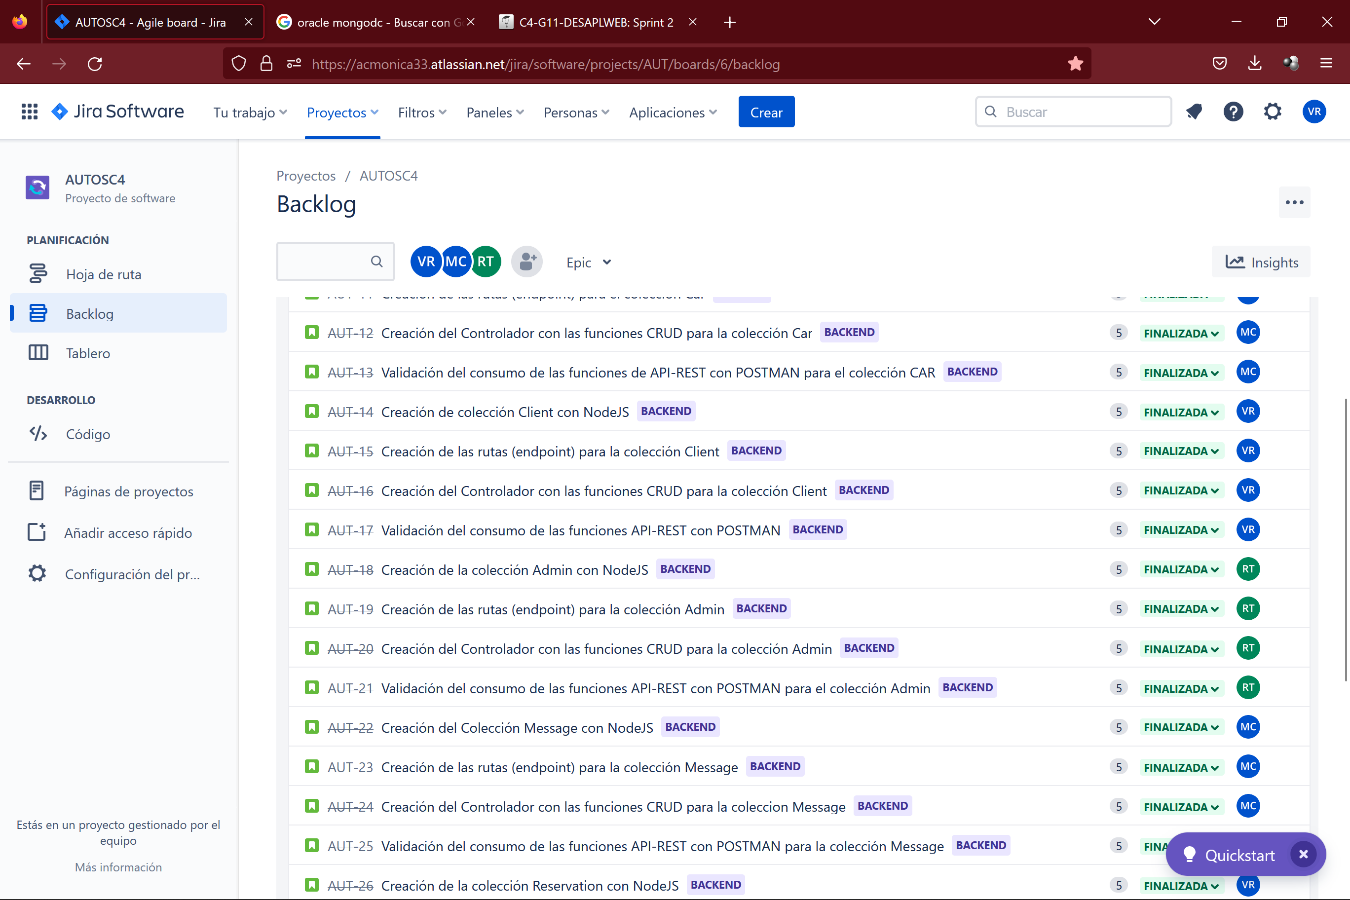 AUTOSC4 - Agile board - Jira
oracle mongodc - Buscar con G
C4-G11-DESAPLWEB: Sprint 2
https://acmonica33.atlassian.net/jira/software/projects/AUT/boards/6/backlog
Jira Software
Tu trabajo
Proyectos
Filtros
Paneles
Personas
Aplicaciones
Crear
Buscar
VR
AUTOSC4
Proyecto de software
PLANIFICACIÓN
Hoja de ruta
Backlog
Tablero
DESARROLLO
Código
Páginas de proyectos
Añadir acceso rápido
Configuración del pr...
Estás en un proyecto gestionado por el
equipo
Más información
Proyectos / AUTOSC4
Backlog
VR MC RT
Epic
Insights
AUT-12 Creación del Controlador con las funciones CRUD para la colección Car BACKEND 5 FINALIZADA MC
AUT-13 Validación del consumo de las funciones de API-REST con POSTMAN para el colección CAR BACKEND 5 FINALIZADA MC
AUT-14 Creación de colección Client con NodeJS BACKEND 5 FINALIZADA VR
AUT-15 Creación de las rutas (endpoint) para la colección Client BACKEND 5 FINALIZADA VR
AUT-16 Creación del Controlador con las funciones CRUD para la colección Client BACKEND 5 FINALIZADA VR
AUT-17 Validación del consumo de las funciones API-REST con POSTMAN BACKEND 5 FINALIZADA VR
AUT-18 Creación de la colección Admin con NodeJS BACKEND 5 FINALIZADA RT
AUT-19 Creación de las rutas (endpoint) para la colección Admin BACKEND 5 FINALIZADA RT
AUT-20 Creación del Controlador con las funciones CRUD para la colección Admin BACKEND 5 FINALIZADA RT
AUT-21 Validación del consumo de las funciones API-REST con POSTMAN para el colección Admin BACKEND 5 FINALIZADA RT
AUT-22 Creación del Colección Message con NodeJS BACKEND 5 FINALIZADA MC
AUT-23 Creación de las rutas (endpoint) para la colección Message BACKEND 5 FINALIZADA MC
AUT-24 Creación del Controlador con las funciones CRUD para la coleccion Message BACKEND 5 FINALIZADA MC
AUT-25 Validación del consumo de las funciones API-REST con POSTMAN para la colección Message BACKEND 5
Quickstart
AUT-26 Creación de la colección Reservation con NodeJS BACKEND 5 FINALIZADA VR